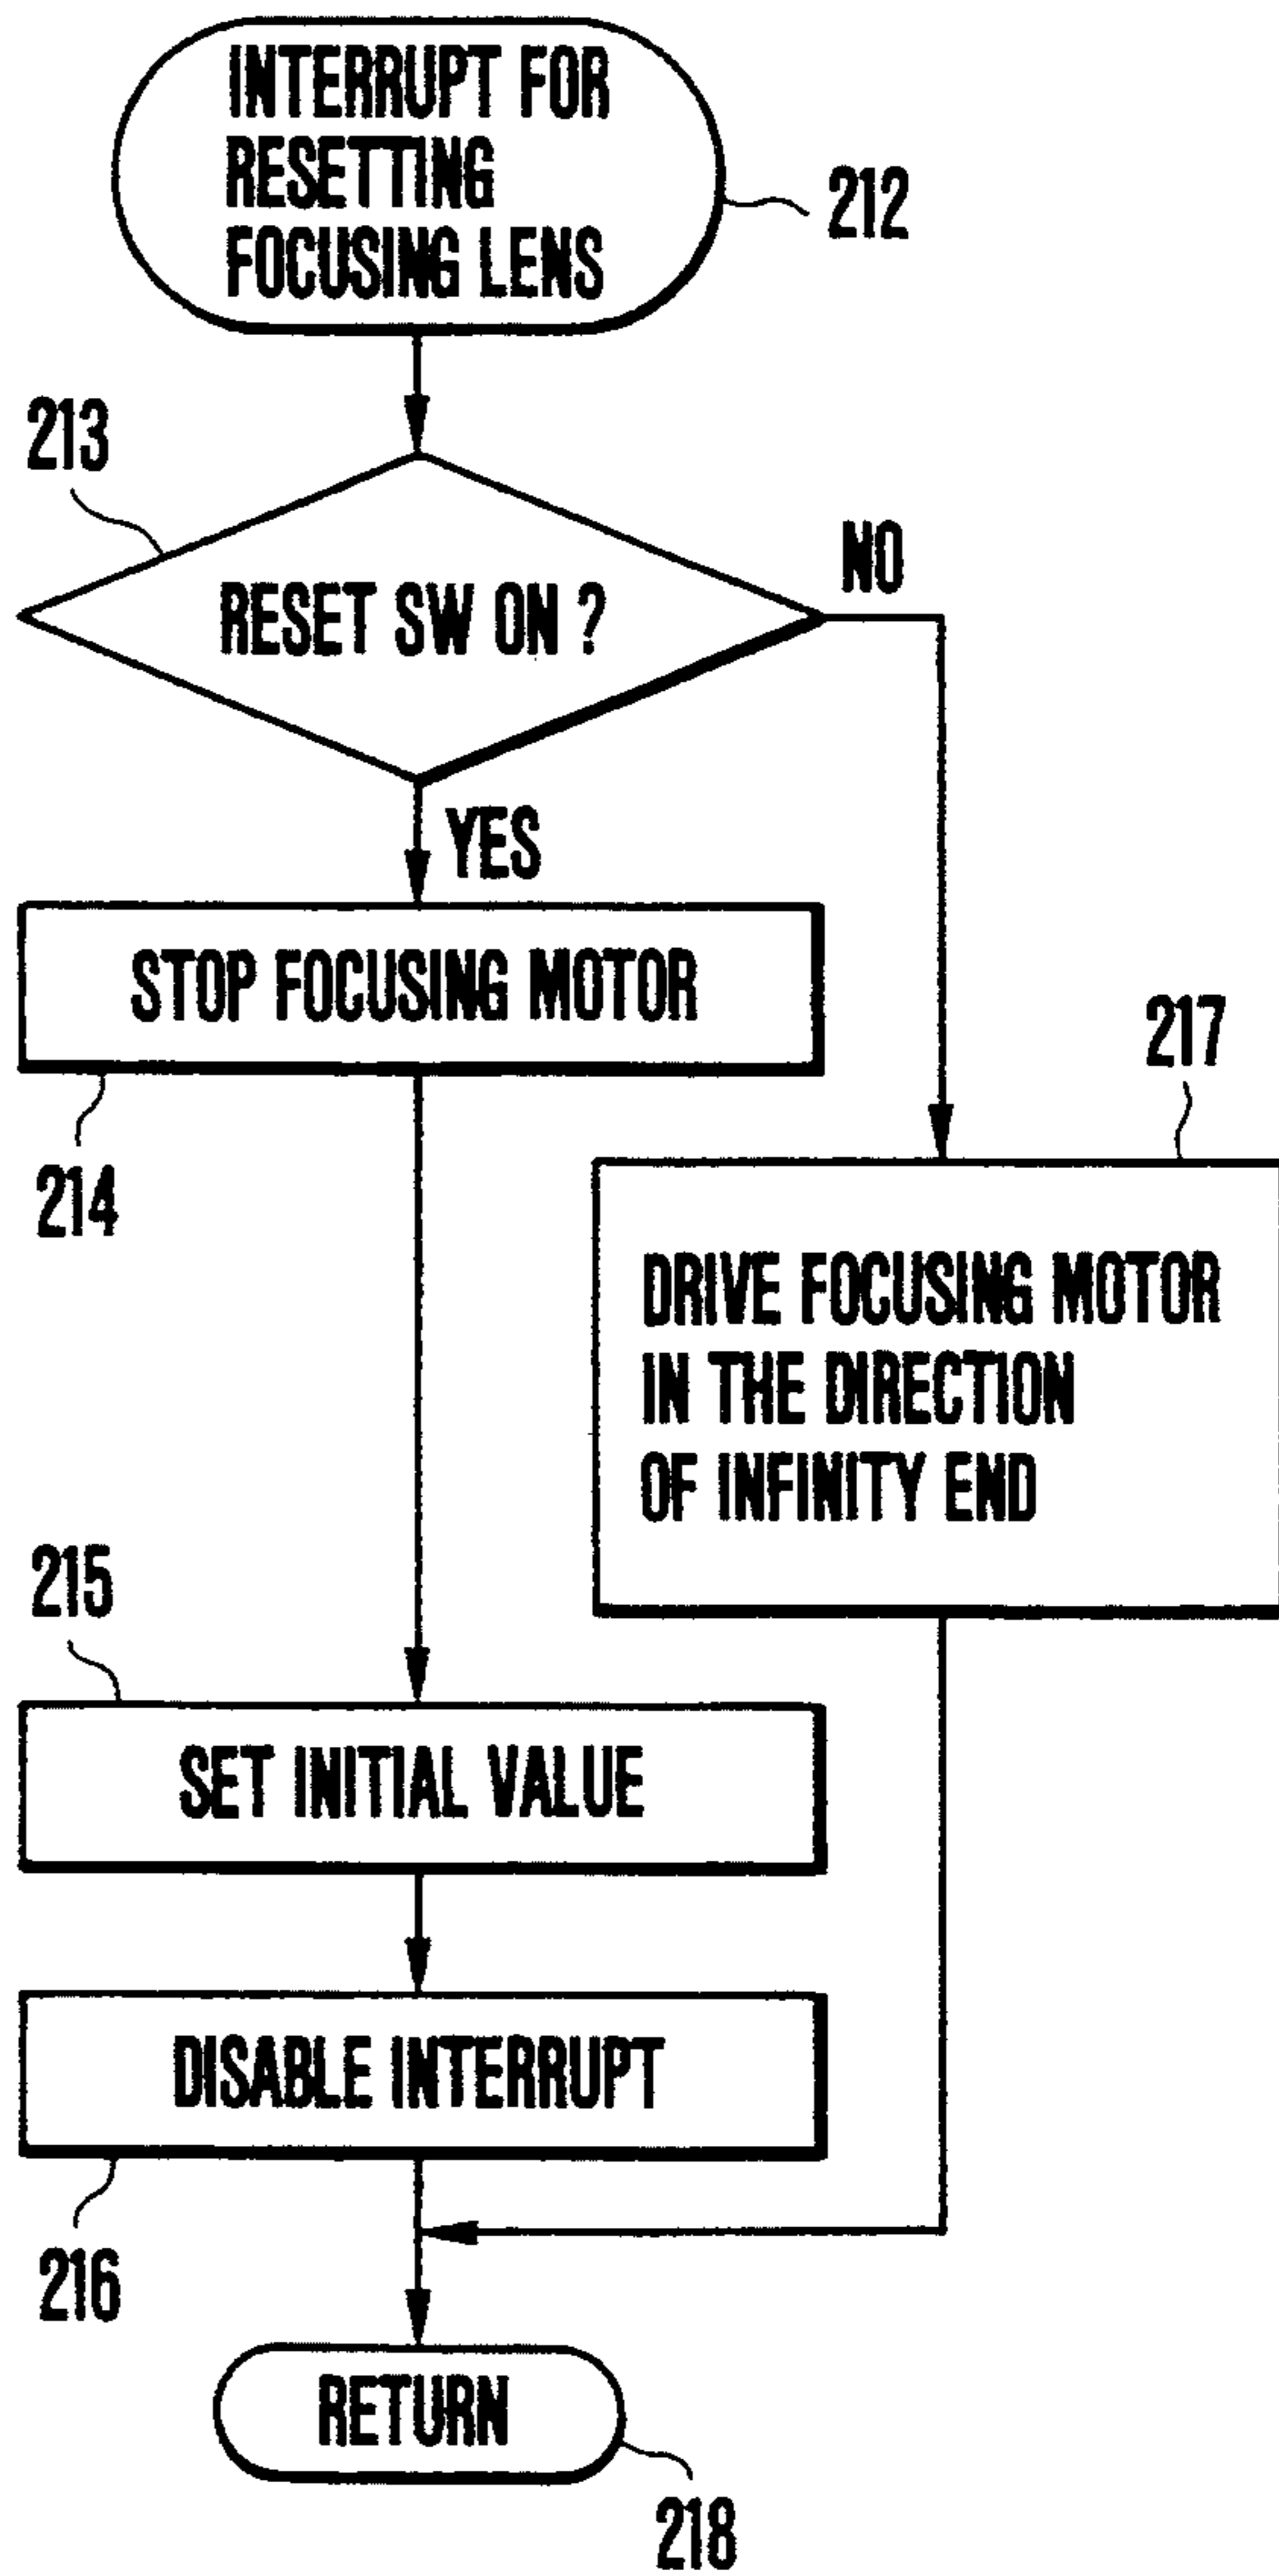 INTERRUPT FOR
RESETTING
FOCUSING LENS
212
213
RESET SW ON ?
NO
YES
STOP FOCUSING MOTOR
214
217
DRIVE FOCUSING MOTOR
IN THE DIRECTION
OF INFINITY END
215
SET INITIAL VALUE
DISABLE INTERRUPT
216
RETURN
218